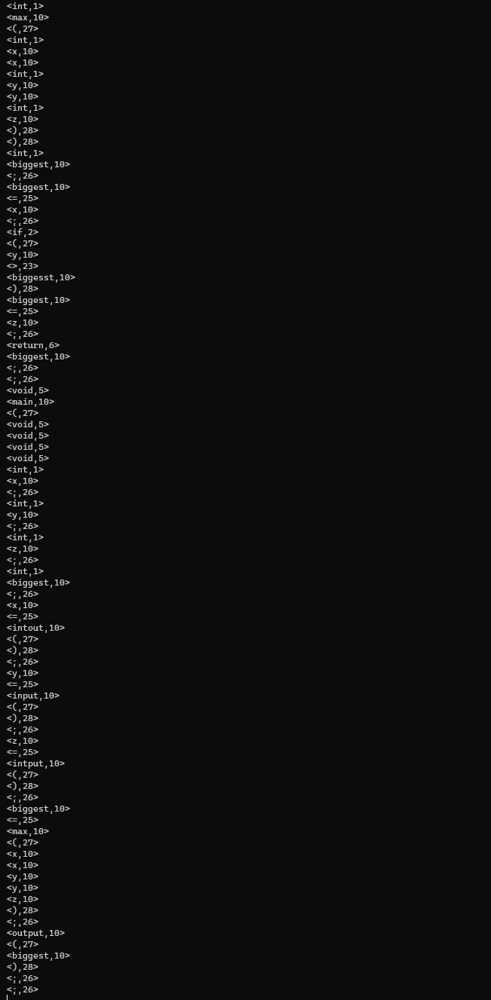 <int,1>
<max,10>
<(,27>
<int,1>
<x,10>
<x,10>
<int,1>
<y,10>
<y,10>
<int,1>
<z,10>
<),28>
<),28>
<int,1>
<biggest,10>
<;,26>
<biggest,10>
<=,25>
<x,10>
<;,26>
<if,2>
<(,27>
<y,10>
<>,23>
<biggesst,10>
<),28>
<biggest,10>
<=,25>
<z,10>
<;,26>
<return,6>
<biggest,10>
<;,26>
<;,26>
<void,5>
<main,10>
<(,27>
<void,5>
<void,5>
<void,5>
<void,5>
<int,1>
<x,10>
<;,26>
<int,1>
<y,10>
<;,26>
<int,1>
<z,10>
<;,26>
<int,1>
<biggest,10>
<;,26>
<x,10>
<=,25>
<intout,10>
<(,27>
<),28>
<;,26>
<y,10>
<=,25>
<input,10>
<(,27>
<),28>
<;,26>
<z,10>
<=,25>
<intput,10>
<(,27>
<),28>
<;,26>
<biggest,10>
<=,25>
<max,10>
<(,27>
<x,10>
<x,10>
<y,10>
<y,10>
<z,10>
<),28>
<;,26>
<output,10>
<(,27>
<biggest,10>
<),28>
<;,26>
<;,26>